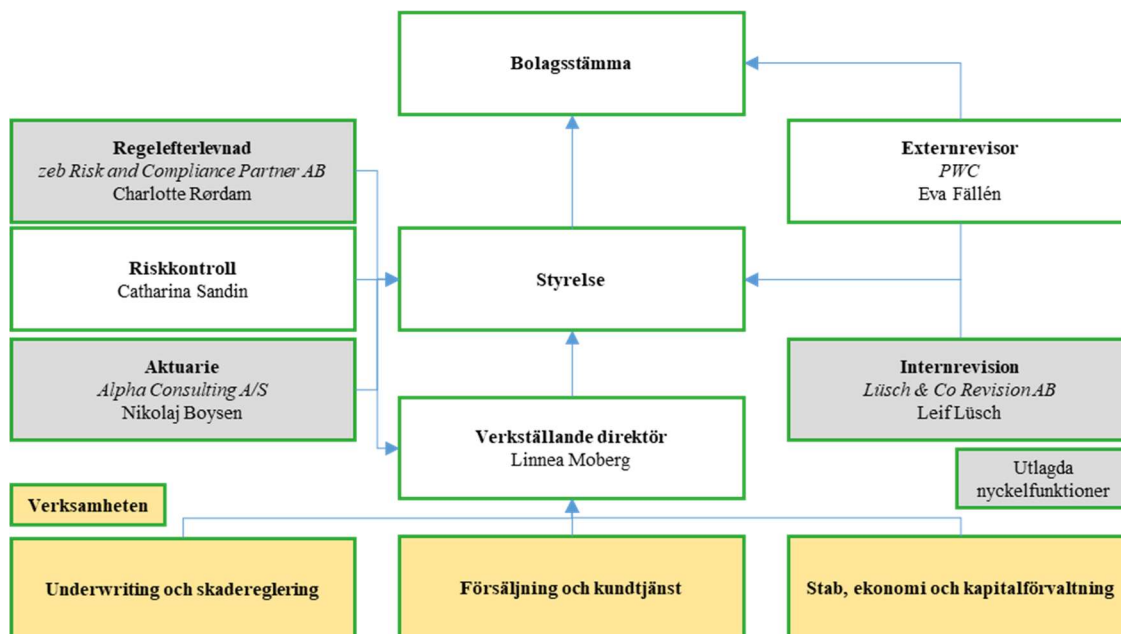 Bolagsstämma
Regelefterlevnad
zeb Risk and Compliance Partner AB
Charlotte Rørdam
Externrevisor
PWC
Eva Fällén
Riskkontroll
Catharina Sandin
Styrelse
Aktuarie
Alpha Consulting A/S
Nikolaj Boysen
Internrevision
Lüsch & Co Revision AB
Leif Lüsch
Verkställande direktör
Linnea Moberg
Utlagda
nyckelfunktioner
Verksamheten
Underwriting och skadereglering
Försäljning och kundtjänst
Stab, ekonomi och kapitalförvaltning